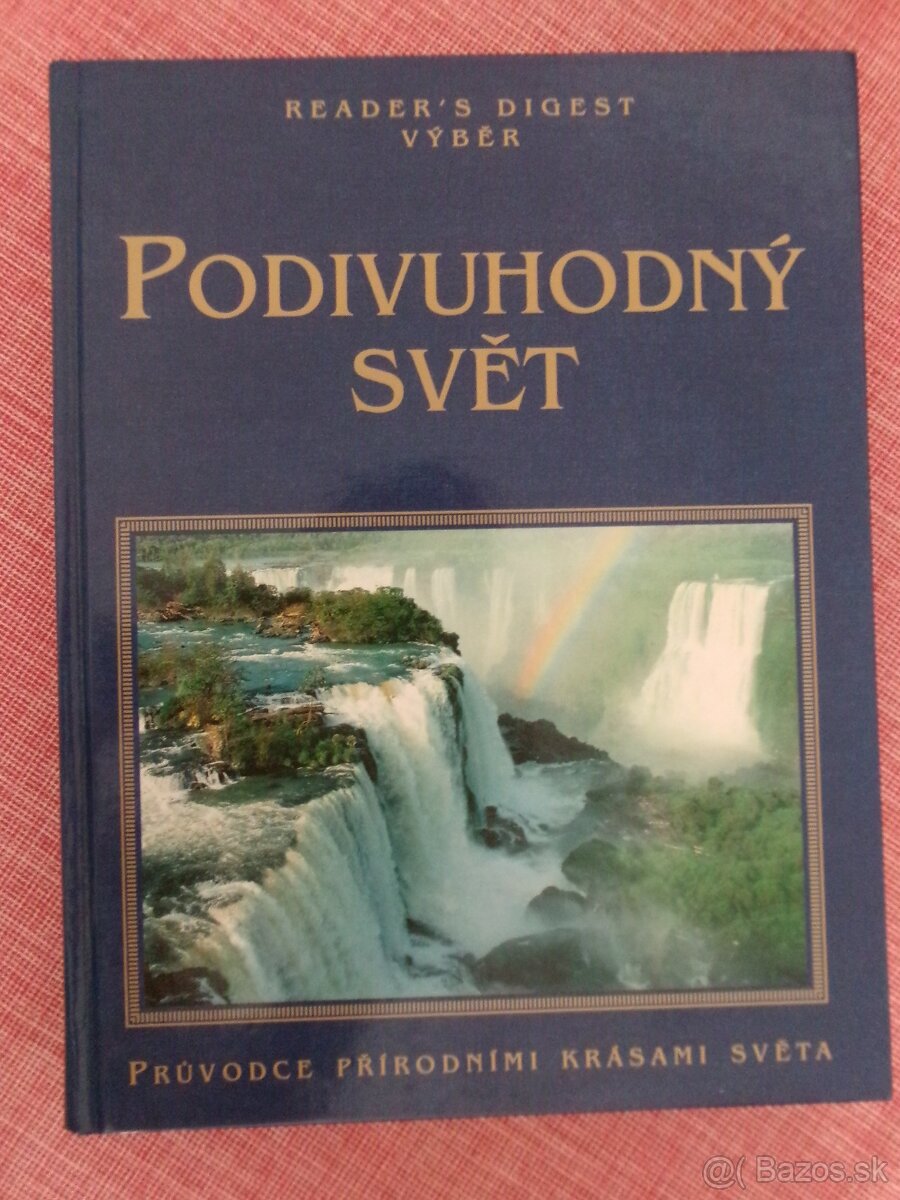 READER'S DIGEST
VÝBĚR
PODIVUHODNÝ
SVĚT
PRŮVODCE PŘÍRODNÍMI KRÁSAMI SVĚTA
@( Bazos.sk